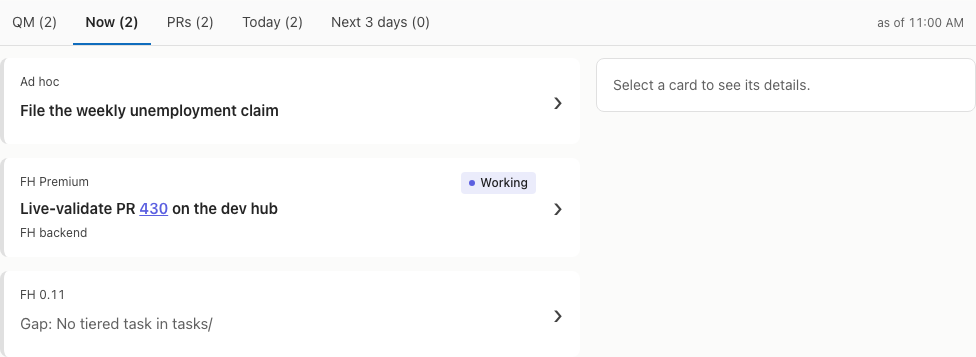 QM (2)
Now (2)
PRs (2)
Today (2)
Next 3 days (0)
as of 11:00 AM
Ad hoc
File the weekly unemployment claim
Select a card to see its details.
FH Premium
Working
Live-validate PR 430 on the dev hub
FH backend
FH 0.11
Gap: No tiered task in tasks/